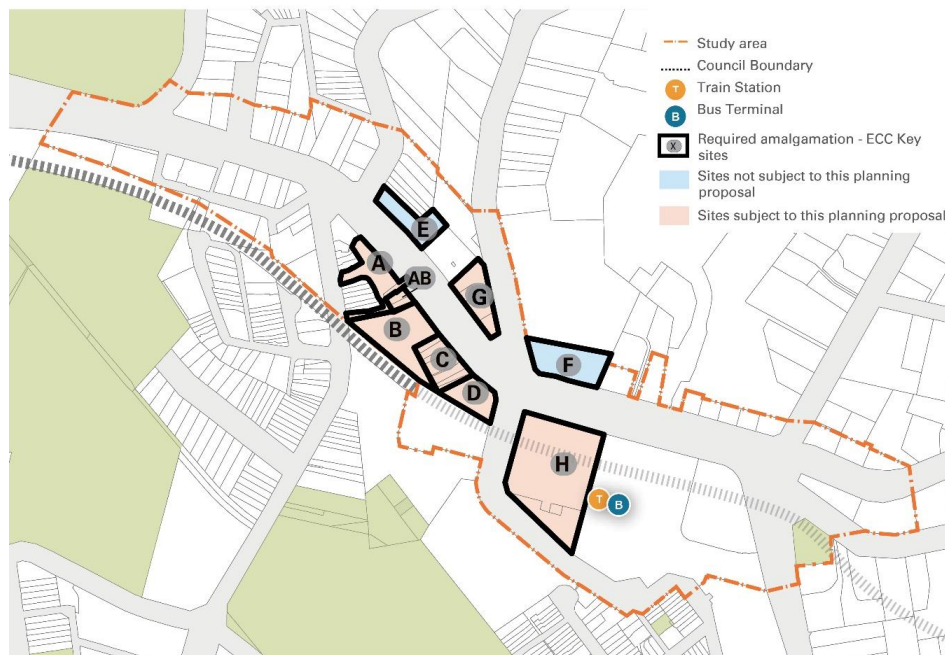 Study area
Council Boundary
T Train Station
B Bus Terminal
X Required amalgamation - ECC Key
sites
Sites not subject to this planning
proposal
Sites subject to this planning proposal
E
A
AB
G
B
C
F
D
H
T
B